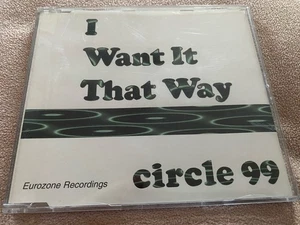 I
Want It
That Way
Eurozone Recordings
circle 99